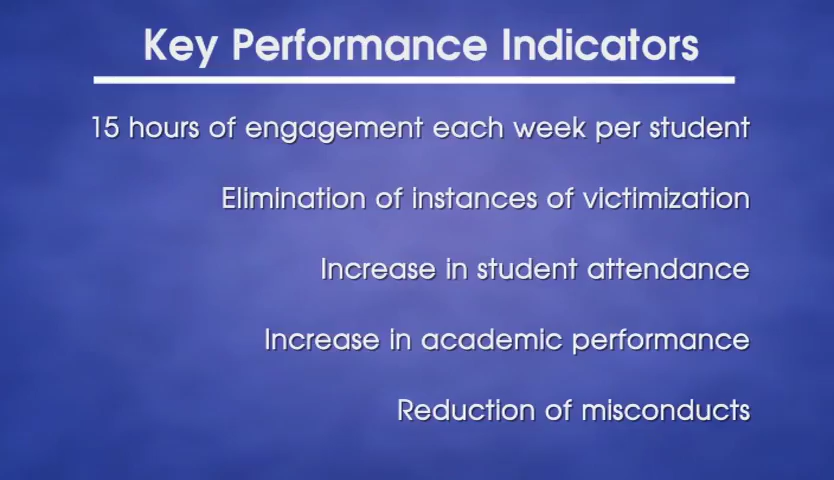 Key Performance Indicators
15 hours of engagement each week per student
Elimination of instances of victimization
Increase in student attendance
Increase in academic performance
Reduction of misconducts